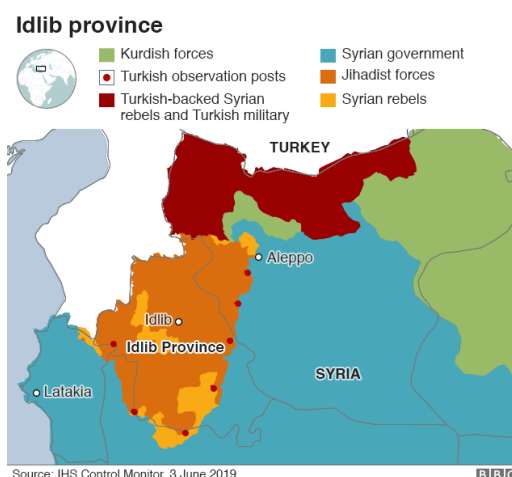 Idlib province
Kurdish forces
Syrian government
Turkish observation posts
Jihadist forces
Turkish-backed Syrian
rebels and Turkish military
Syrian rebels
TURKEY
Aleppo
Idlib
Idlib Province
SYRIA
Latakia
Source: IHS Control Monitor, 3 June 2019
BBC